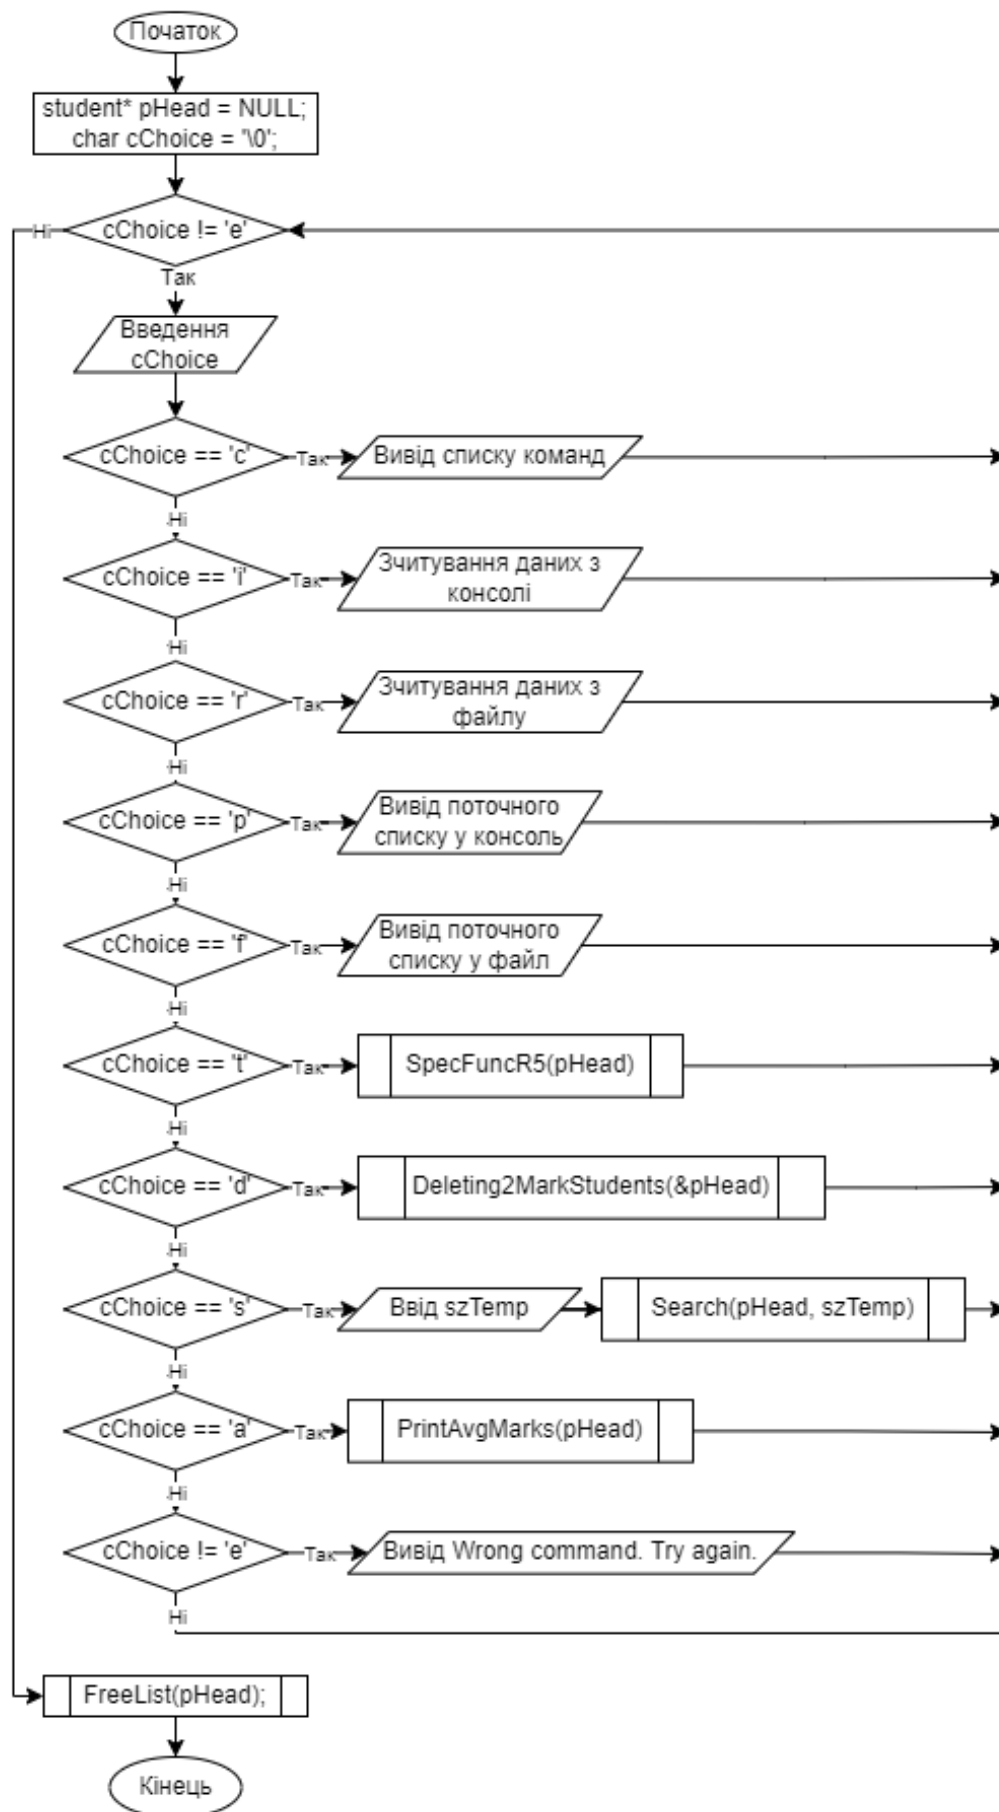 Початок
student* pHead = NULL;
char cChoice = '\0';
cChoice != 'e'
Ні
Так
Введення
cChoice
cChoice == 'c'
Так
Вивід списку команд
Ні
cChoice == 'i'
Так
Зчитування даних з
консолі
Ні
cChoice == 'r'
Так
Зчитування даних з
файлу
Ні
cChoice == 'p'
Так
Вивід поточного
списку у консоль
Ні
cChoice == 'f'
Так
Вивід поточного
списку у файл
Ні
cChoice == 't'
Так
SpecFuncR5(pHead)
Ні
cChoice == 'd'
Так
Deleting2MarkStudents(&pHead)
Ні
cChoice == 's'
Так
Ввід szTemp
Search(pHead, szTemp)
Ні
cChoice == 'a'
Так
PrintAvgMarks(pHead)
Ні
cChoice != 'e'
Так
Вивід Wrong command. Try again.
Ні
FreeList(pHead);
Кінець